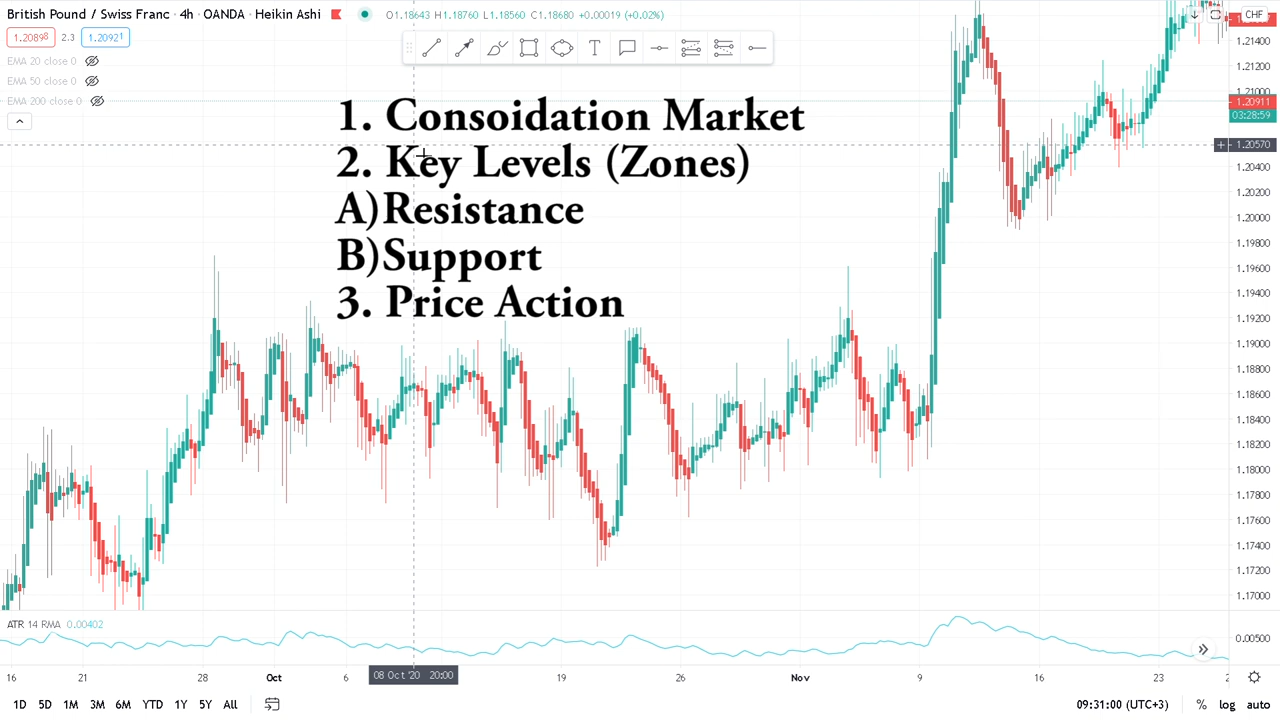 British Pound / Swiss Franc · 4h · OANDA · Heikin Ashi O1.18643 H1.18760 L1.18560 C1.18680 +0.00019 (+0.02%) CHF
1.20898 2.3 1.20921
EMA 20 close 0
EMA 50 close 0
EMA 200 close 0
1. Consoidation Market
2. Key Levels (Zones)
A)Resistance
B)Support
3. Price Action
1.21400
1.21200
1.21000
1.20911
03:28:59
1.20570
1.20400
1.20200
1.20000
1.19800
1.19600
1.19400
1.19200
1.19000
1.18800
1.18600
1.18400
1.18200
1.18000
1.17800
1.17600
1.17400
1.17200
1.17000
ATR 14 RMA 0.00402
0.00500
16 21 28 Oct 6 08 Oct '20 20:00 19 26 Nov 9 16 23
1D 5D 1M 3M 6M YTD 1Y 5Y All 09:31:00 (UTC+3) % log auto